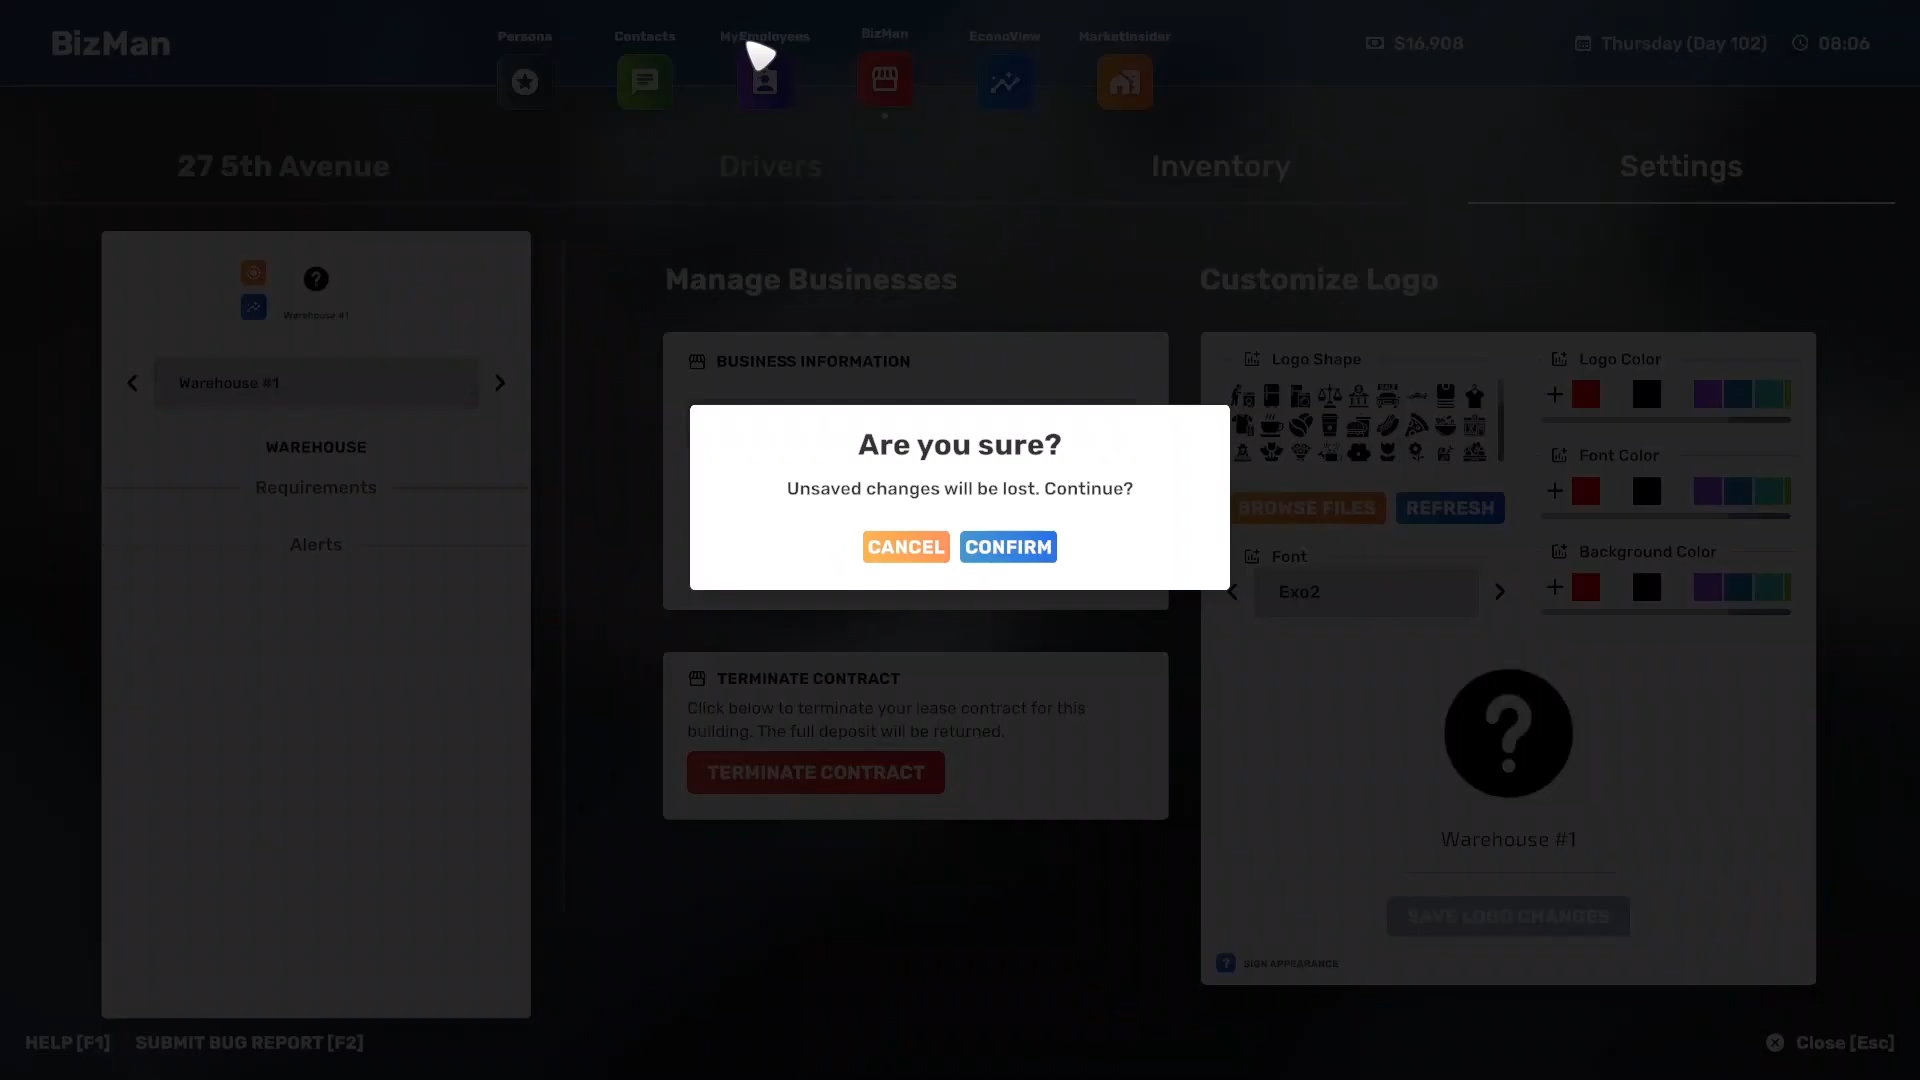 BizMan
Persona
Contacts
MyEmployees
BizMan
EconoView
MarketInsider
$16,908
Thursday (Day 102)
08:06
27 5th Avenue
Drivers
Inventory
Settings
Warehouse #1
Warehouse #1
WAREHOUSE
Requirements
Alerts
Manage Businesses
BUSINESS INFORMATION
Are you sure?
Unsaved changes will be lost. Continue?
CANCEL
CONFIRM
TERMINATE CONTRACT
Click below to terminate your lease contract for this
building. The full deposit will be returned.
TERMINATE CONTRACT
Customize Logo
Logo Shape
BROWSE FILES
REFRESH
Font
Exo2
Logo Color
Font Color
Background Color
Warehouse #1
SAVE LOGO CHANGES
SIGN APPEARANCE
HELP [F1]
SUBMIT BUG REPORT [F2]
Close [Esc]